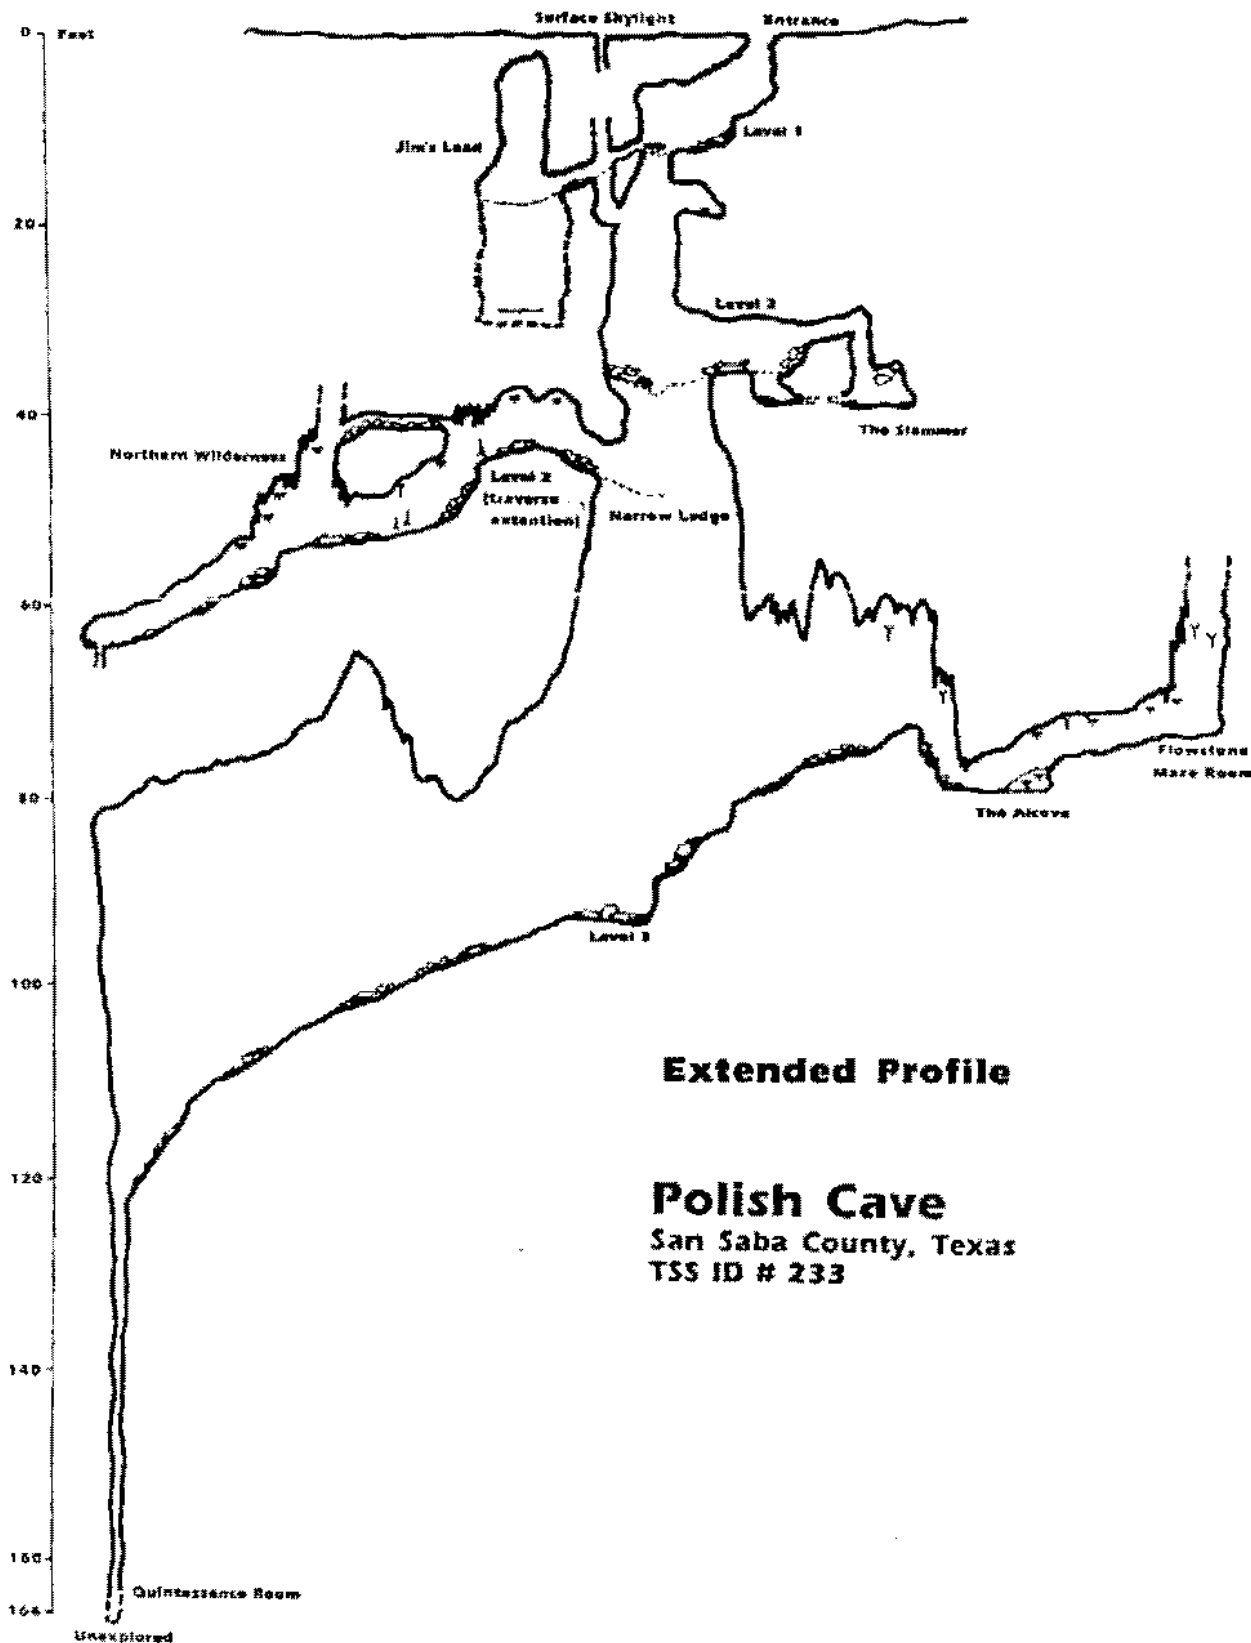 Surface Skylight
Entrance
0
Feet
Level 1
Jim's Lead
20
Level 2
40
The Slammer
Northern Wilderness
Level 2
(traverse
extention)
Narrow Ledge
60
Flowstone
Maze Room
80
The Alcove
Level 3
100
Extended Profile
120
Polish Cave
San Saba County, Texas
TSS ID # 233
140
160
Quintessence Room
166
Unexplored